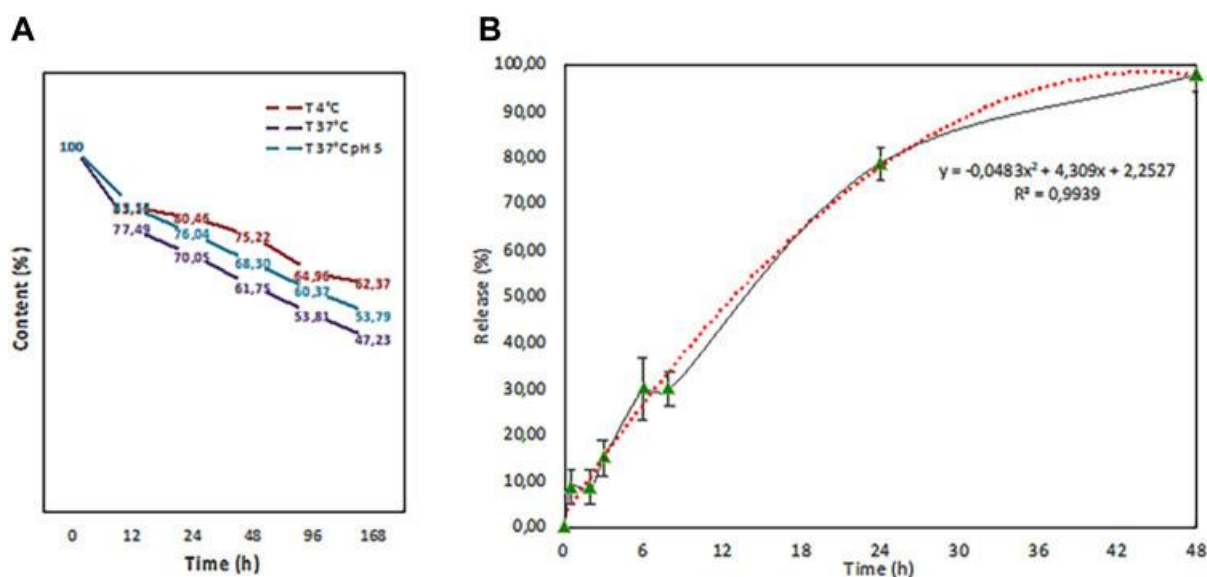 A
T 4°C
T 37°C
T 37°C pH 5
100
77,49
80,46
76,04
70,05
75,22
68,30
61,75
64,96
60,37
53,81
62,37
53,79
47,23
Content (%)
0 12 24 48 96 168
Time (h)
B
100,00
90,00
80,00
70,00
60,00
50,00
40,00
30,00
20,00
10,00
0,00
Release (%)
y = -0,0483x² + 4,309x + 2,2527
R² = 0,9939
0 6 12 18 24 30 36 42 48
Time (h)